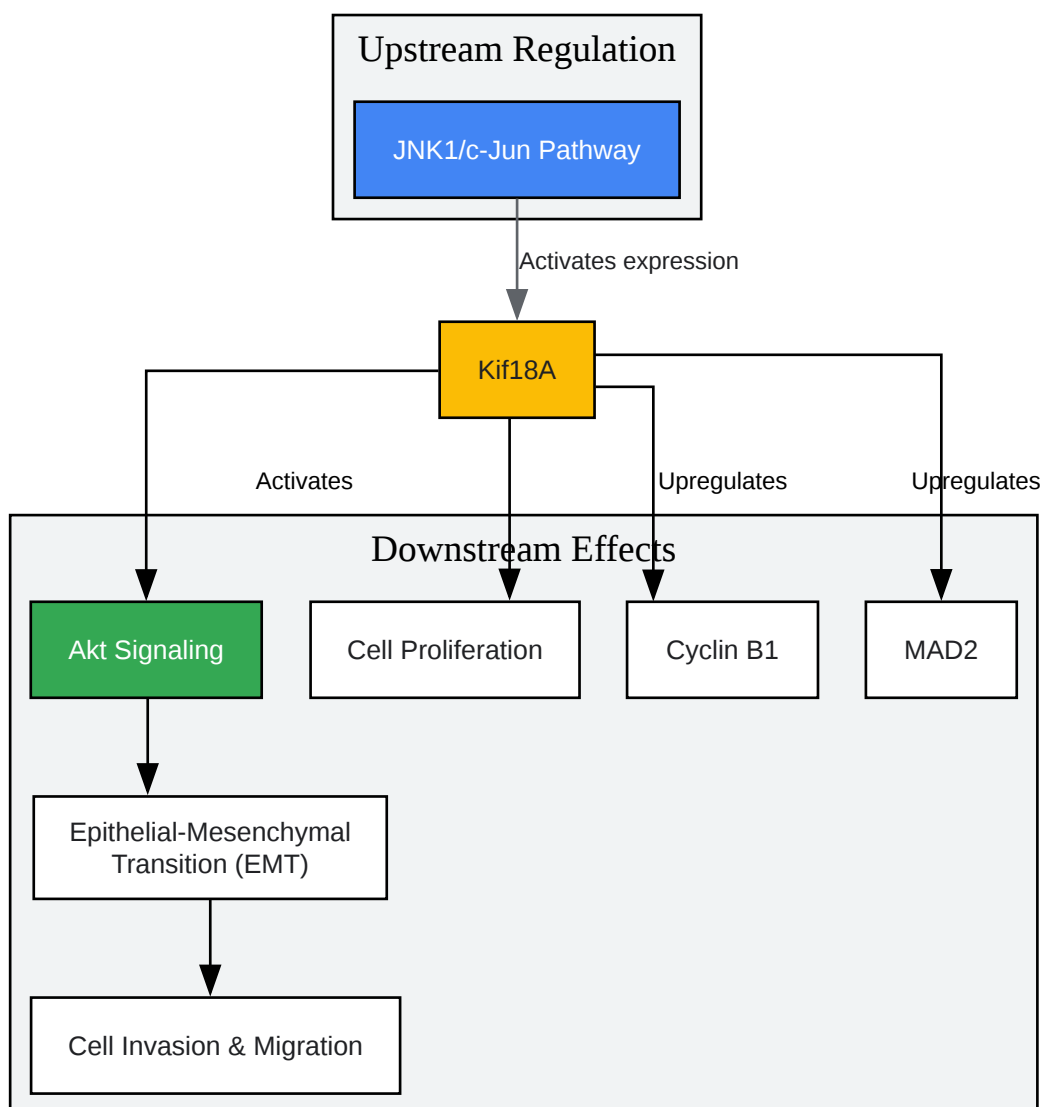 Upstream Regulation
JNK1/c-Jun Pathway
Activates expression
Kif18A
Activates
Upregulates
Upregulates
Downstream Effects
Akt Signaling
Cell Proliferation
Cyclin B1
MAD2
Epithelial-Mesenchymal
Transition (EMT)
Cell Invasion & Migration